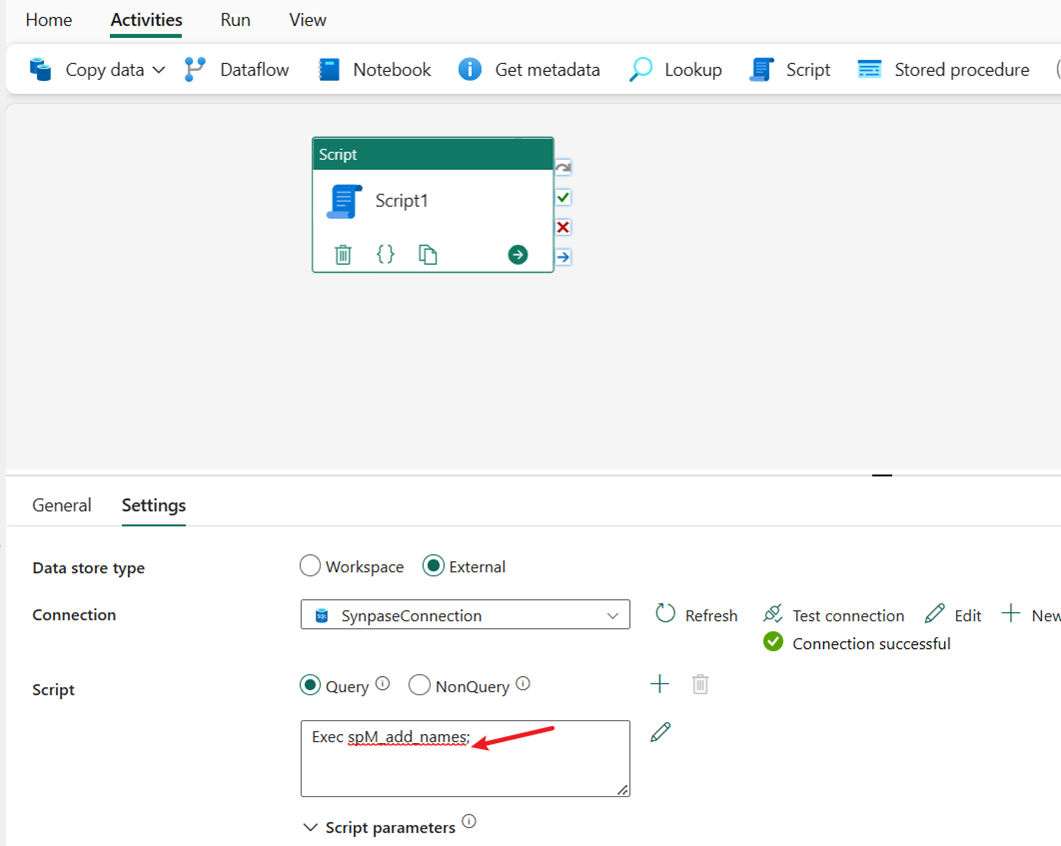 Home Activities Run View
Copy data Dataflow Notebook Get metadata Lookup Script Stored procedure
Script
Script1
General Settings
Data store type Workspace External
Connection SynpaseConnection Refresh Test connection Edit New
Connection successful
Script Query NonQuery
Exec spM_add_names;
Script parameters